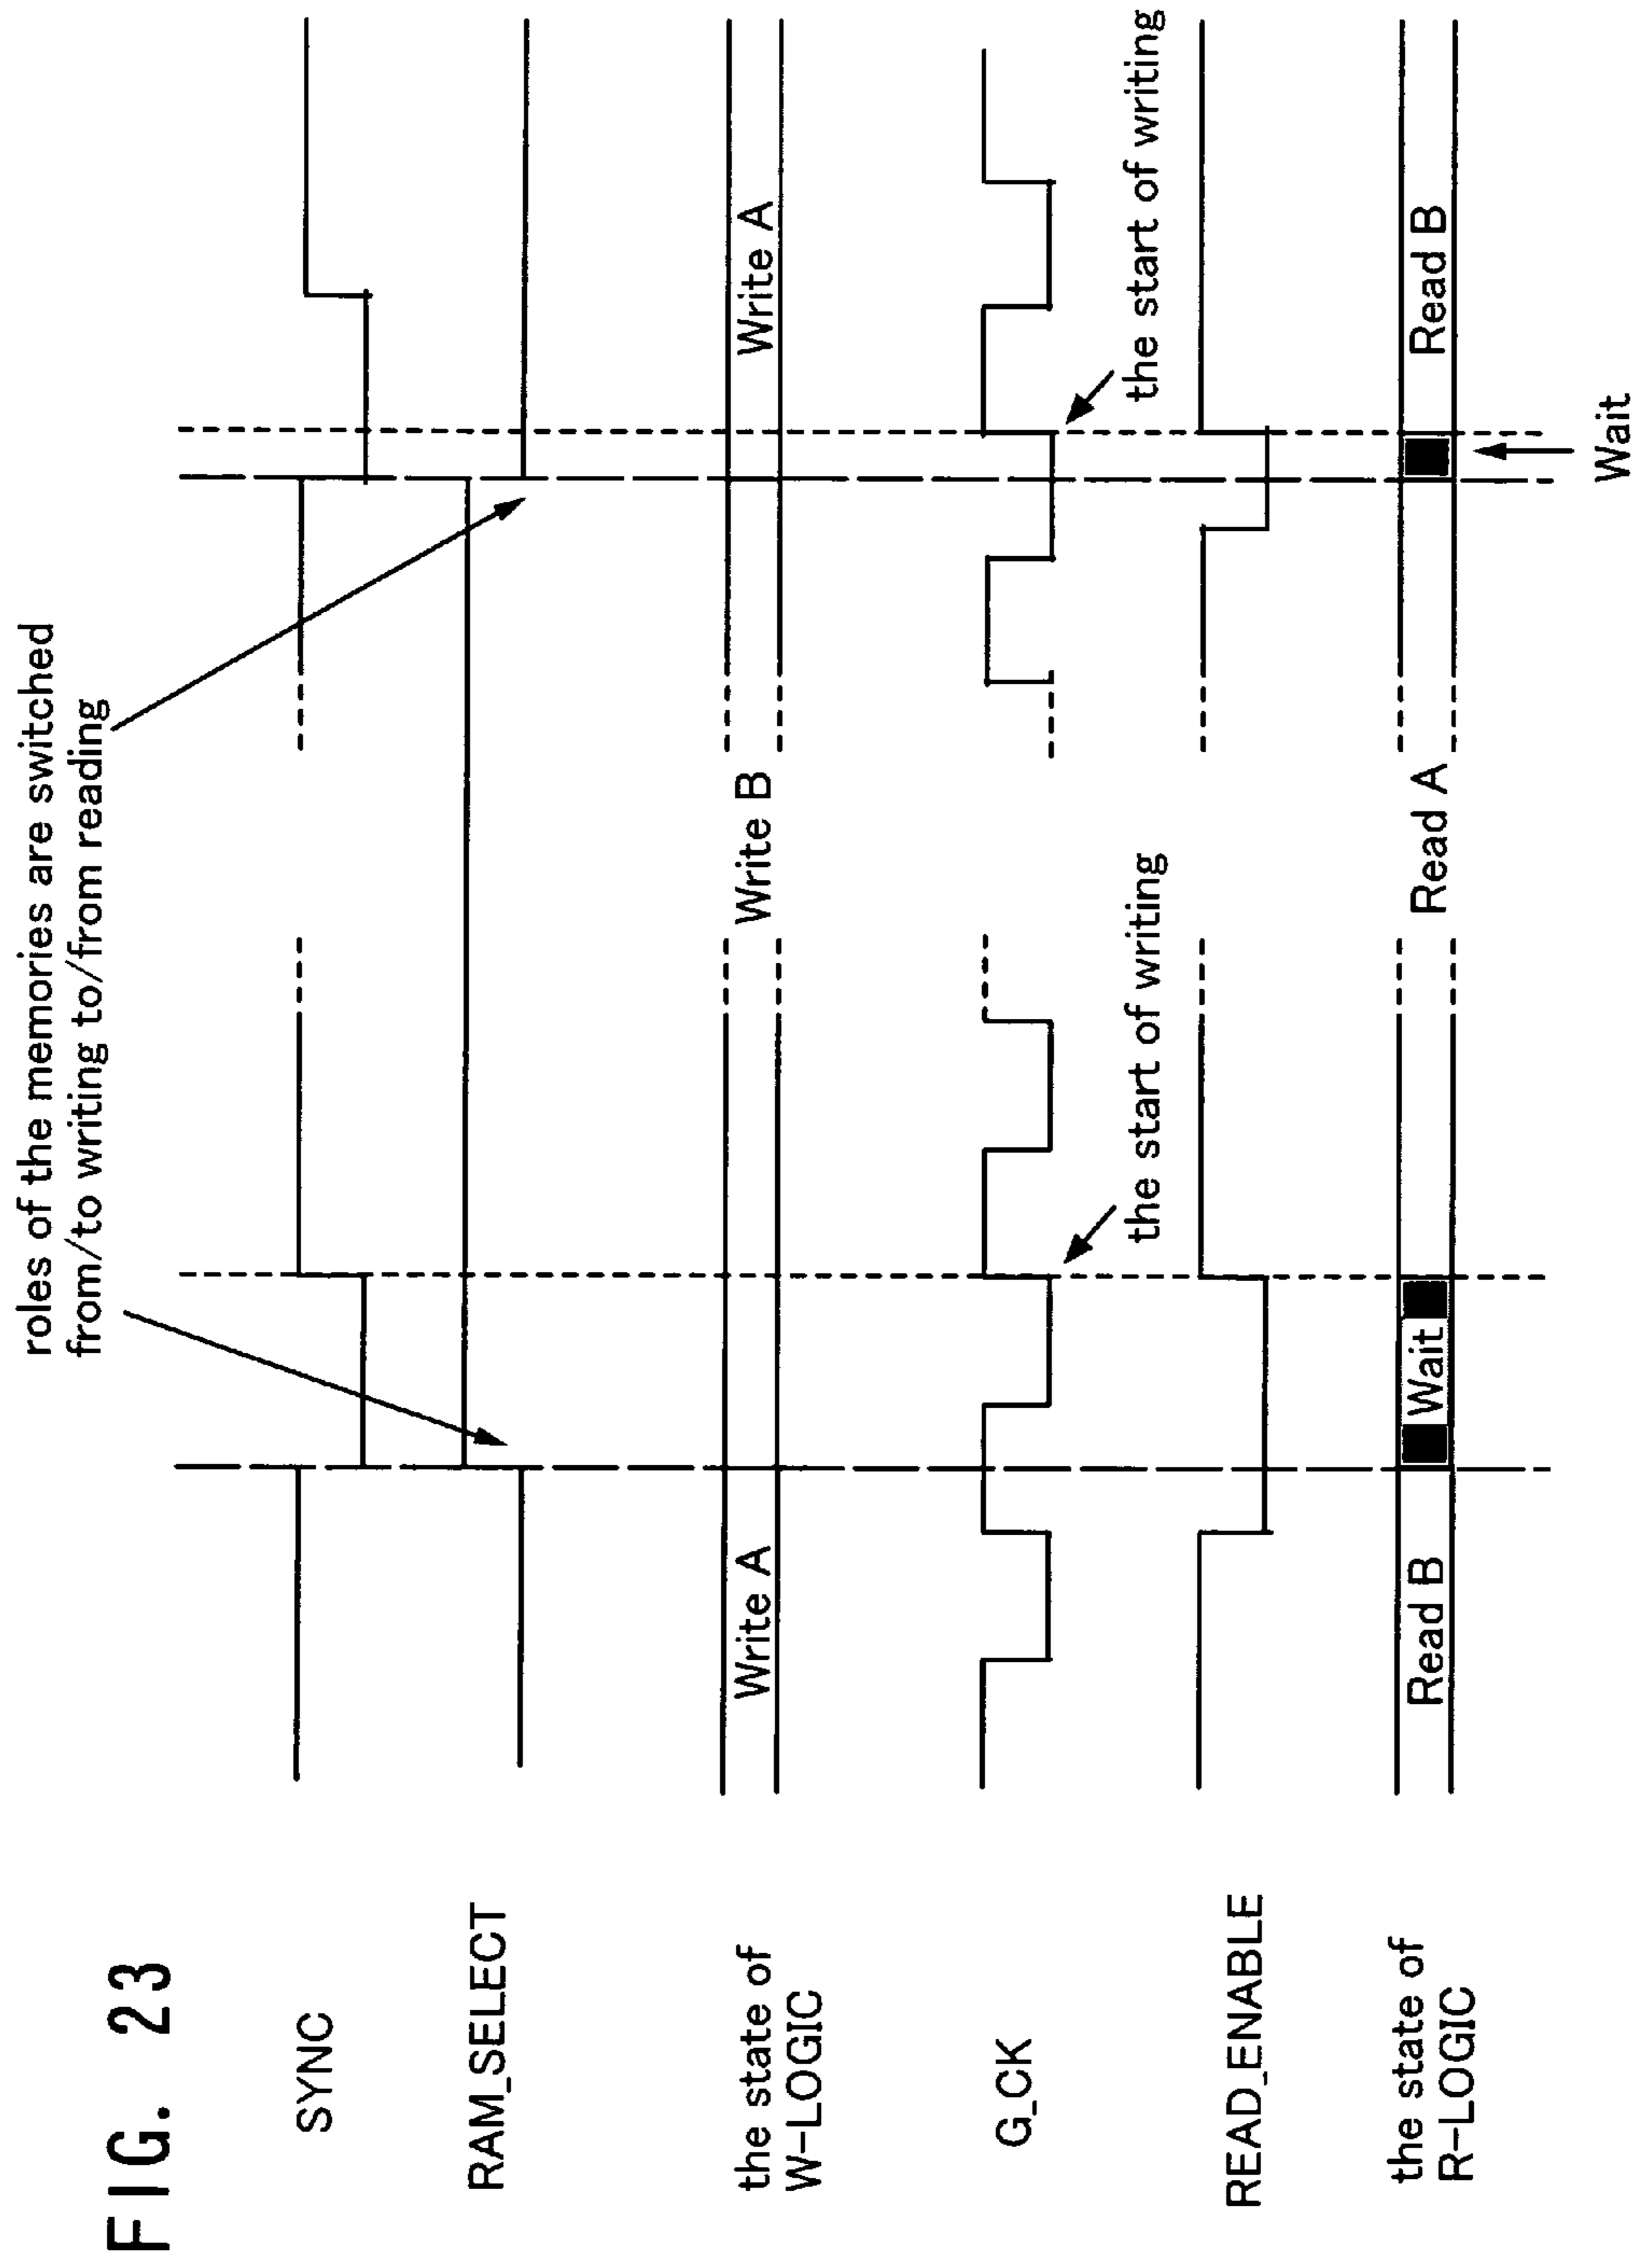 FIG. 23
roles of the memories are switched
from/to writing to/from reading
SYNC
RAM_SELECT
the state of
W-LOGIC
Write A
Write B
Write A
G_CK
the start of writing
the start of writing
READ_ENABLE
the state of
R-LOGIC
Read B
Wait
Read A
Read B
Wait